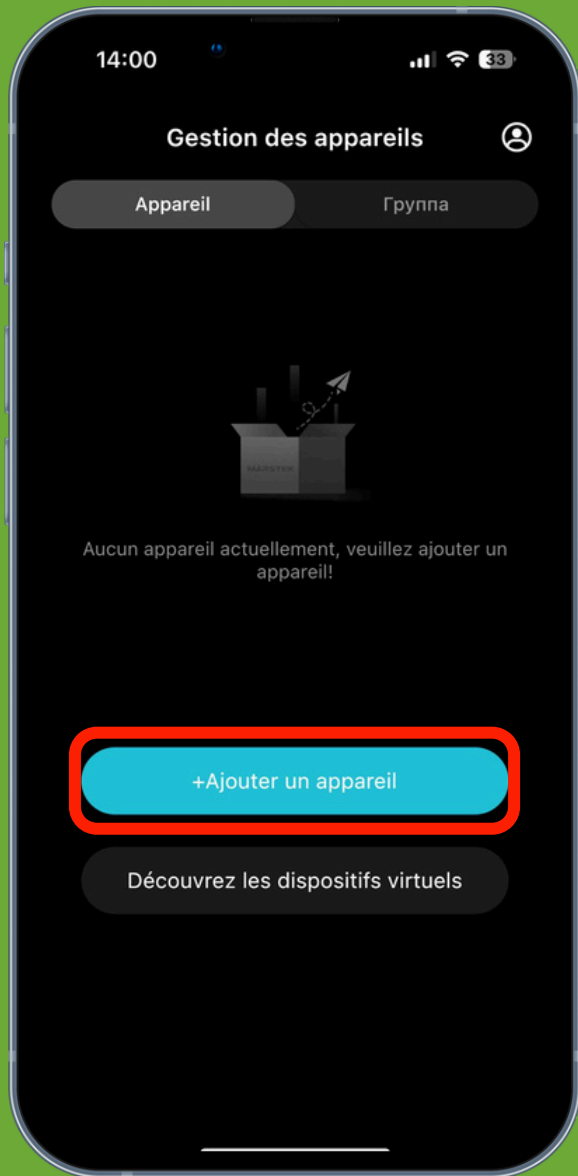 14:00
33
Gestion des appareils
Appareil
Группа
MARSTEK
Aucun appareil actuellement, veuillez ajouter un
appareil!
+Ajouter un appareil
Découvrez les dispositifs virtuels